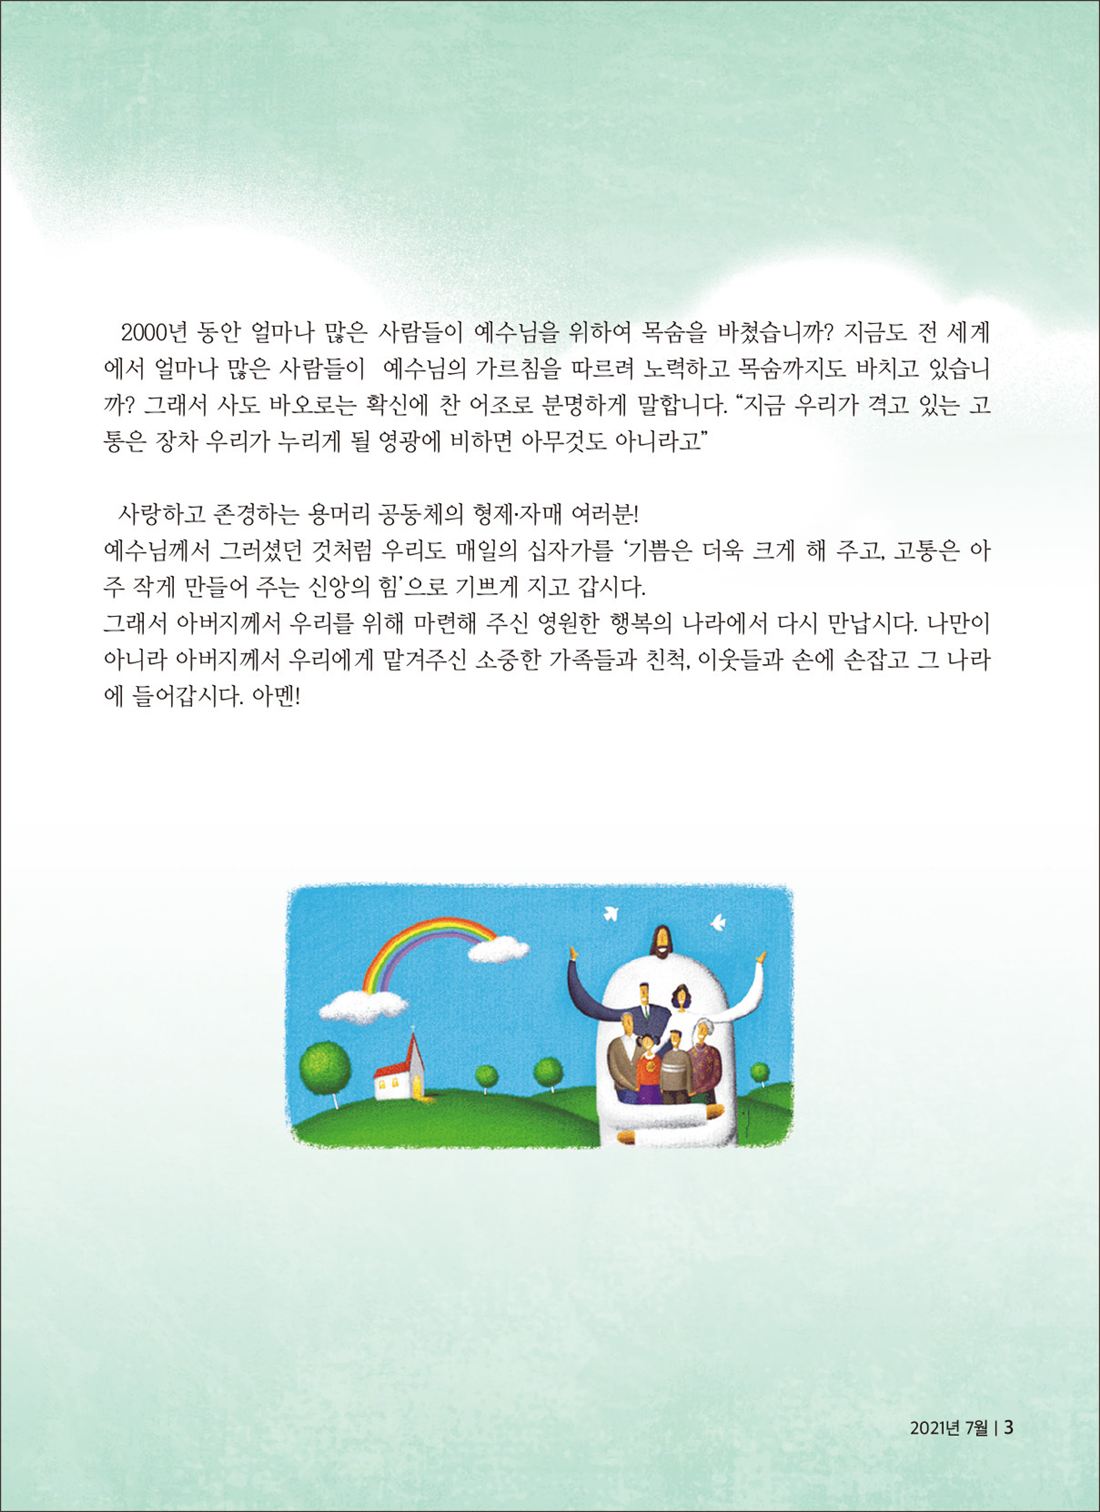 2000년 동안 얼마나 많은 사람들이 예수님을 위하여 목숨을 바쳤습니까? 지금도 전 세계
에서 얼마나 많은 사람들이 예수님의 가르침을 따르려 노력하고 목숨까지도 바치고 있습니
까? 그래서 사도 바오로는 확신에 찬 어조로 분명하게 말합니다. “지금 우리가 격고 있는 고
통은 장차 우리가 누리게 될 영광에 비하면 아무것도 아니라고”
사랑하고 존경하는 용머리 공동체의 형제·자매 여러분!
예수님께서 그러셨던 것처럼 우리도 매일의 십자가를 ‘기쁨은 더욱 크게 해 주고, 고통은 아
주 작게 만들어 주는 신앙의 힘’으로 기쁘게 지고 갑시다.
그래서 아버지께서 우리를 위해 마련해 주신 영원한 행복의 나라에서 다시 만납시다. 나만이
아니라 아버지께서 우리에게 맡겨주신 소중한 가족들과 친척, 이웃들과 손에 손잡고 그 나라
에 들어갑시다. 아멘!
2021년 7월 | 3